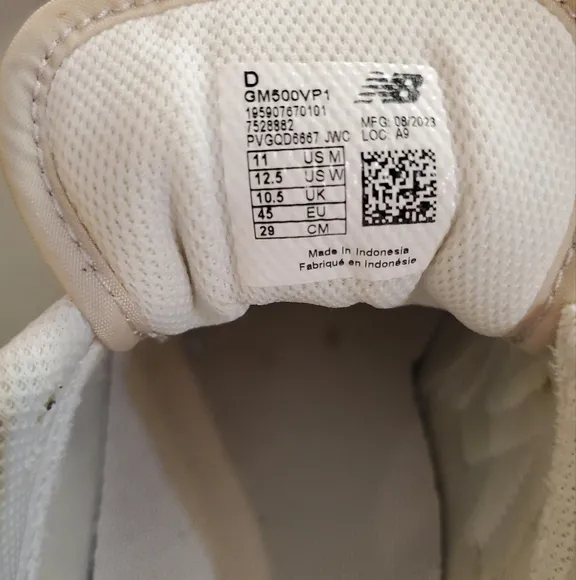 D
GM500VP1
NB
195907670101
7528882
PVGQD6667 JWC
MFG: 08/2023
LOC: A9
11 US M
12.5 US W
10.5 UK
45 EU
29 CM
Made in Indonesia
Fabriqué en Indonésie